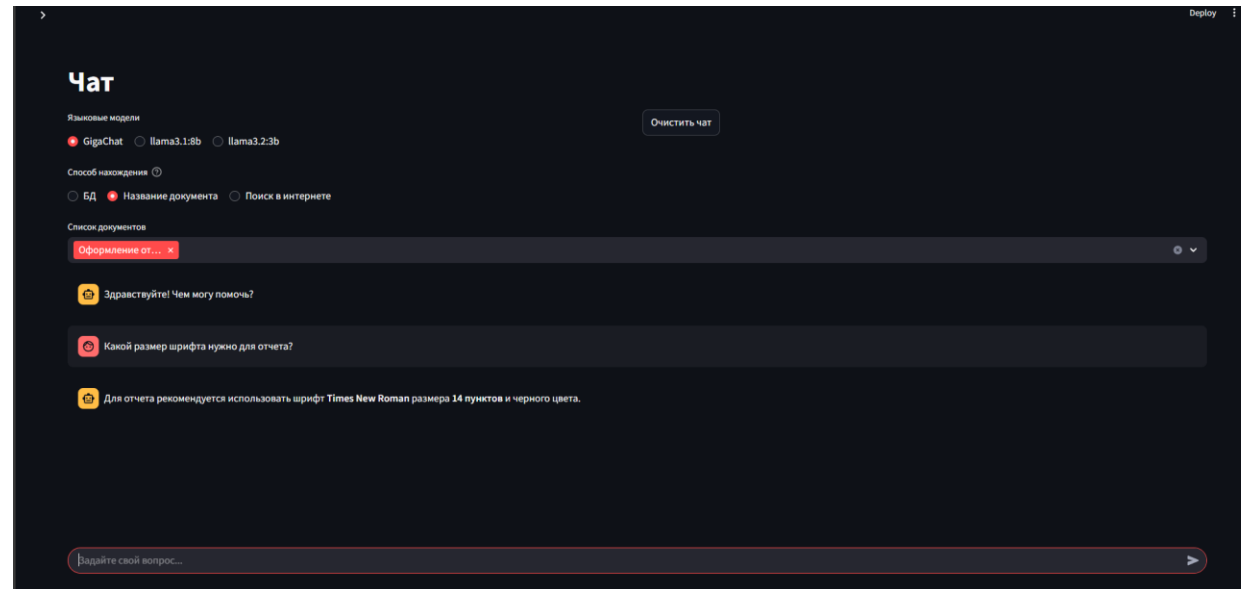 Deploy
Чат
Языковые модели
Очистить чат
GigaChat llama3.1:8b llama3.2:3b
Способ нахождения
БД Название документа Поиск в интернете
Список документов
Оформление от...
Здравствуйте! Чем могу помочь?
Какой размер шрифта нужно для отчета?
Для отчета рекомендуется использовать шрифт Times New Roman размера 14 пунктов и черного цвета.
Задайте свой вопрос...